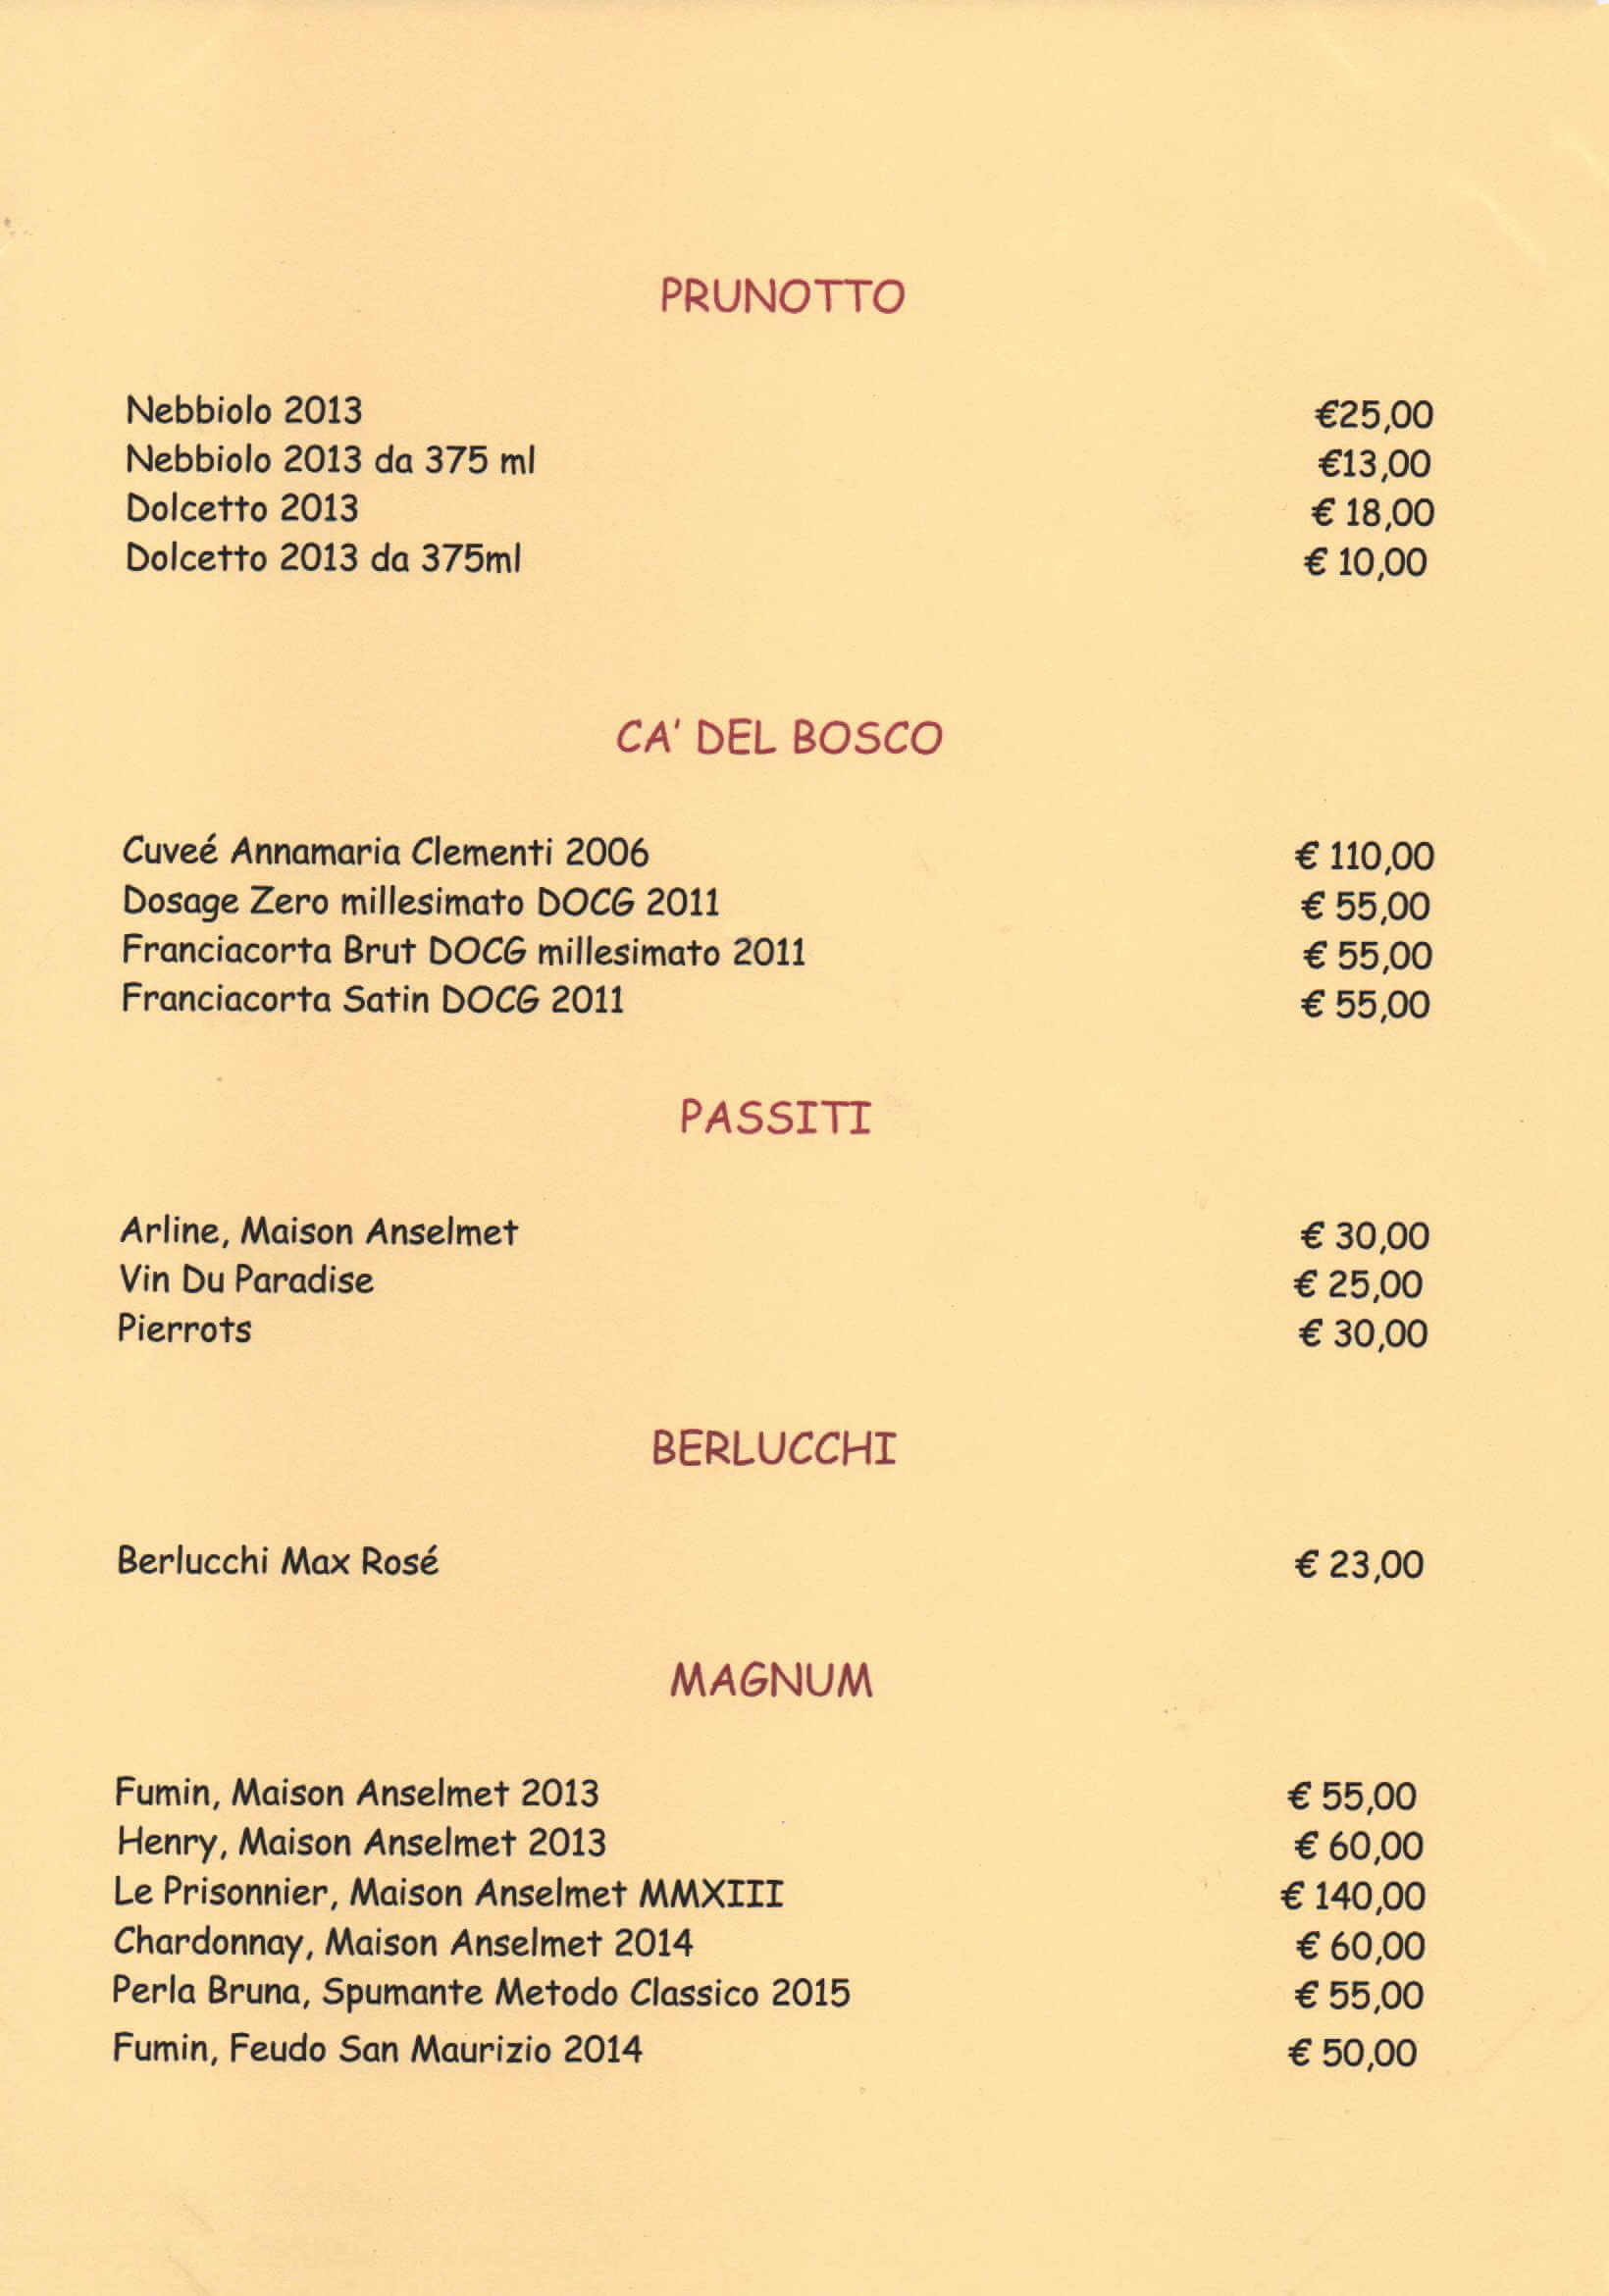 PRUNOTTO
Nebbiolo 2013 €25,00
Nebbiolo 2013 da 375 ml €13,00
Dolcetto 2013 € 18,00
Dolcetto 2013 da 375ml € 10,00
CA' DEL BOSCO
Cuveé Annamaria Clementi 2006 € 110,00
Dosage Zero millesimato DOCG 2011 € 55,00
Franciacorta Brut DOCG millesimato 2011 € 55,00
Franciacorta Satin DOCG 2011 € 55,00
PASSITI
Arline, Maison Anselmet € 30,00
Vin Du Paradise € 25,00
Pierrots € 30,00
BERLUCCHI
Berlucchi Max Rosé € 23,00
MAGNUM
Fumin, Maison Anselmet 2013 € 55,00
Henry, Maison Anselmet 2013 € 60,00
Le Prisonnier, Maison Anselmet MMXIII € 140,00
Chardonnay, Maison Anselmet 2014 € 60,00
Perla Bruna, Spumante Metodo Classico 2015 € 55,00
Fumin, Feudo San Maurizio 2014 € 50,00